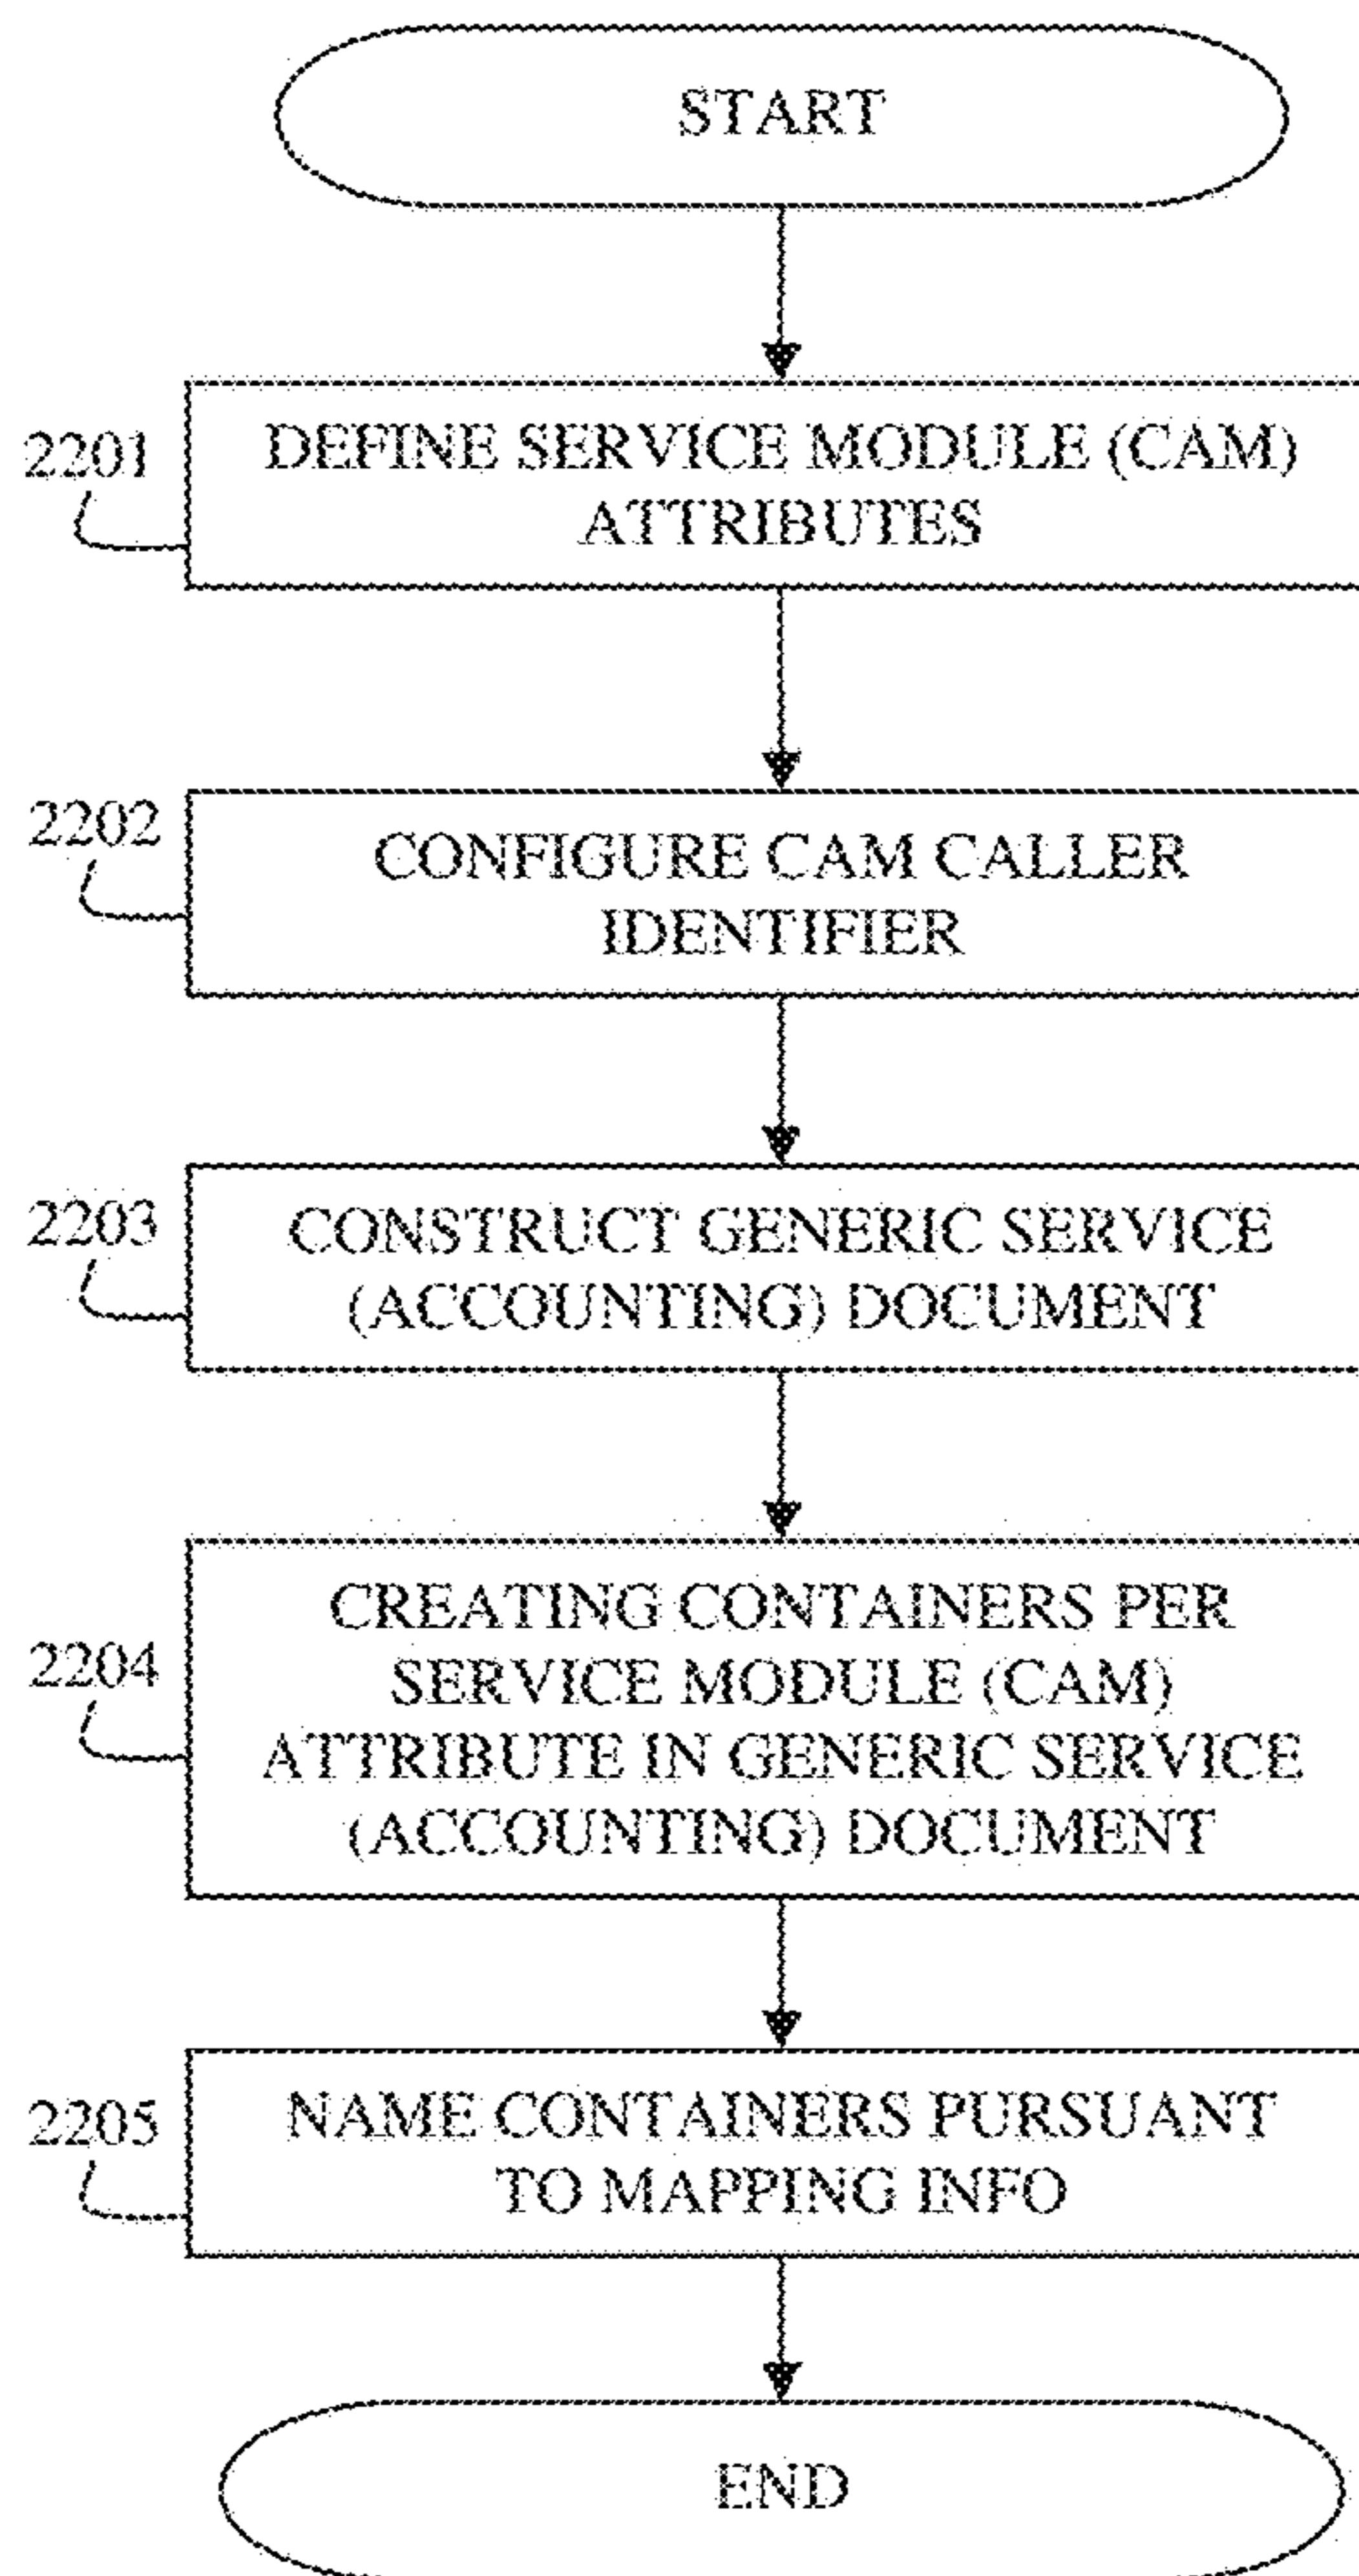 START
2201
DEFINE SERVICE MODULE (CAM)
ATTRIBUTES
2202
CONFIGURE CAM CALLER
IDENTIFIER
2203
CONSTRUCT GENERIC SERVICE
(ACCOUNTING) DOCUMENT
2204
CREATING CONTAINERS PER
SERVICE MODULE (CAM)
ATTRIBUTE IN GENERIC SERVICE
(ACCOUNTING) DOCUMENT
2205
NAME CONTAINERS PURSUANT
TO MAPPING INFO
END